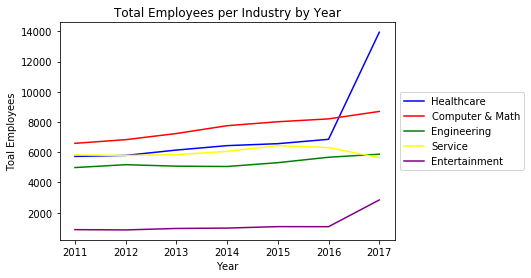 Total Employees per Industry by Year
Toal Employees
14000
12000
10000
8000
6000
4000
2000
2011 2012 2013 2014 2015 2016 2017
Year
Healthcare
Computer & Math
Engineering
Service
Entertainment